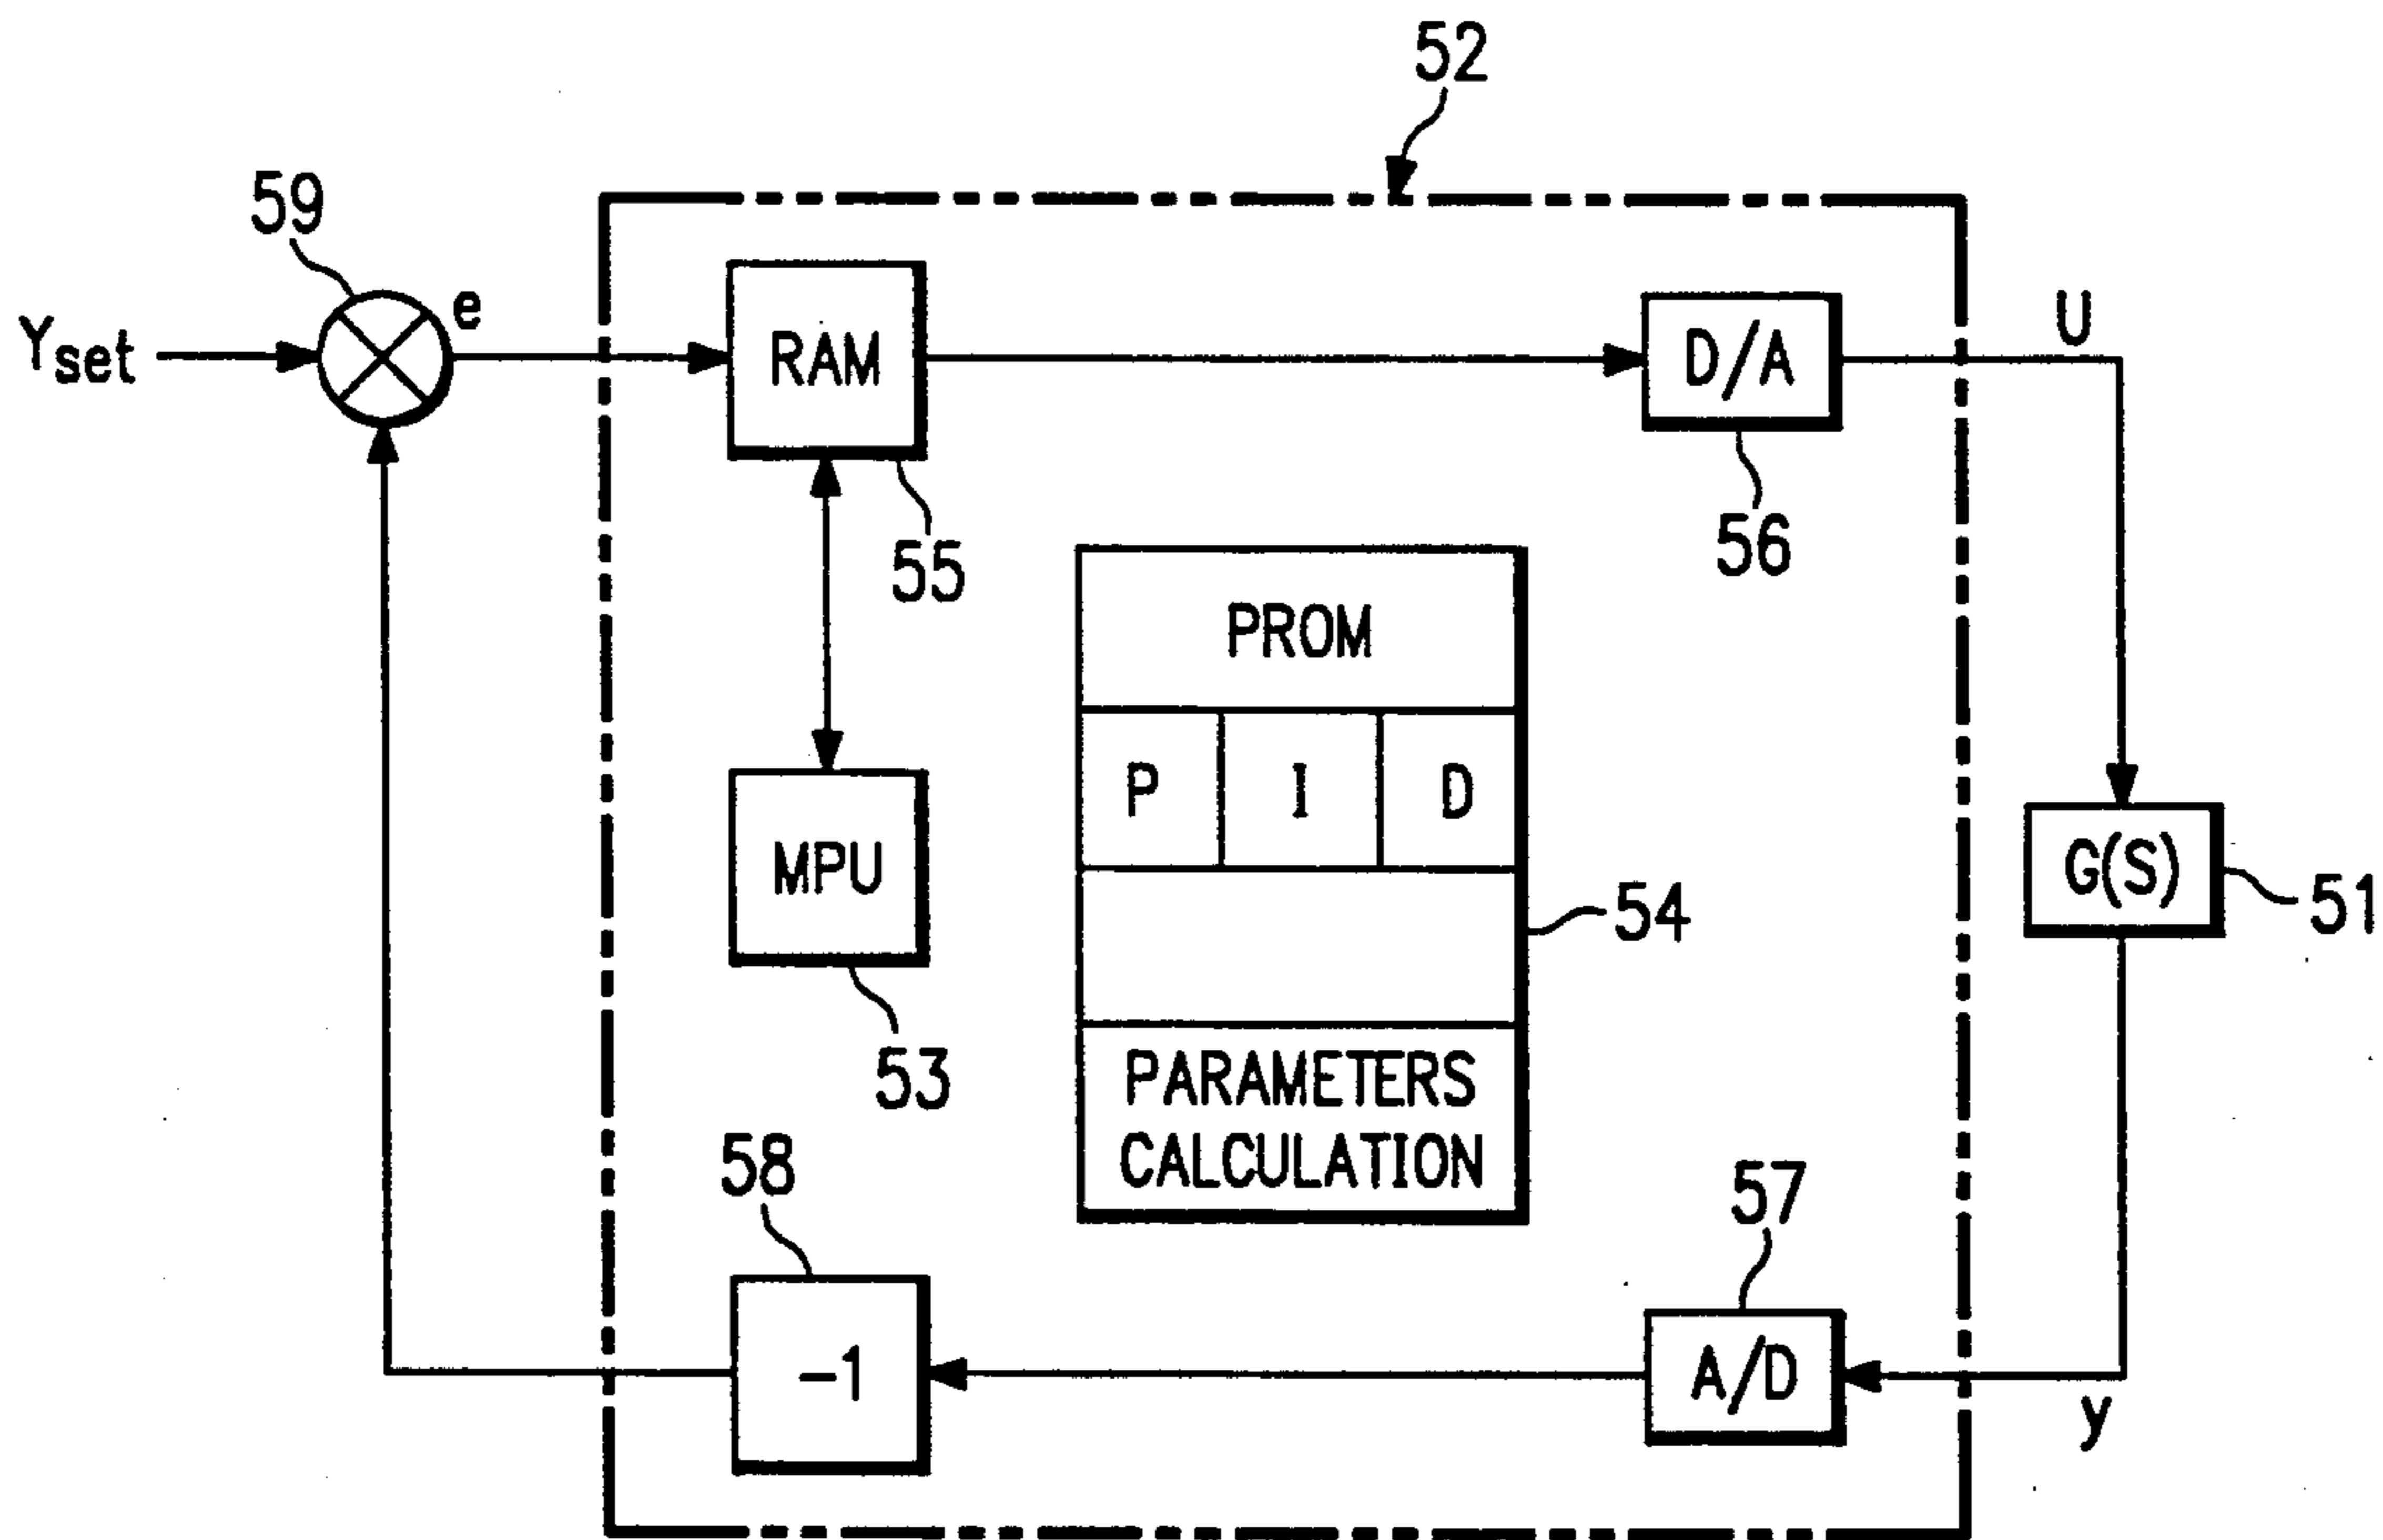 52
59
Yset
e
RAM
D/A
U
55
56
PROM
P I D
MPU
G(S)
54
51
53
PARAMETERS
CALCULATION
58
57
-1
A/D
y